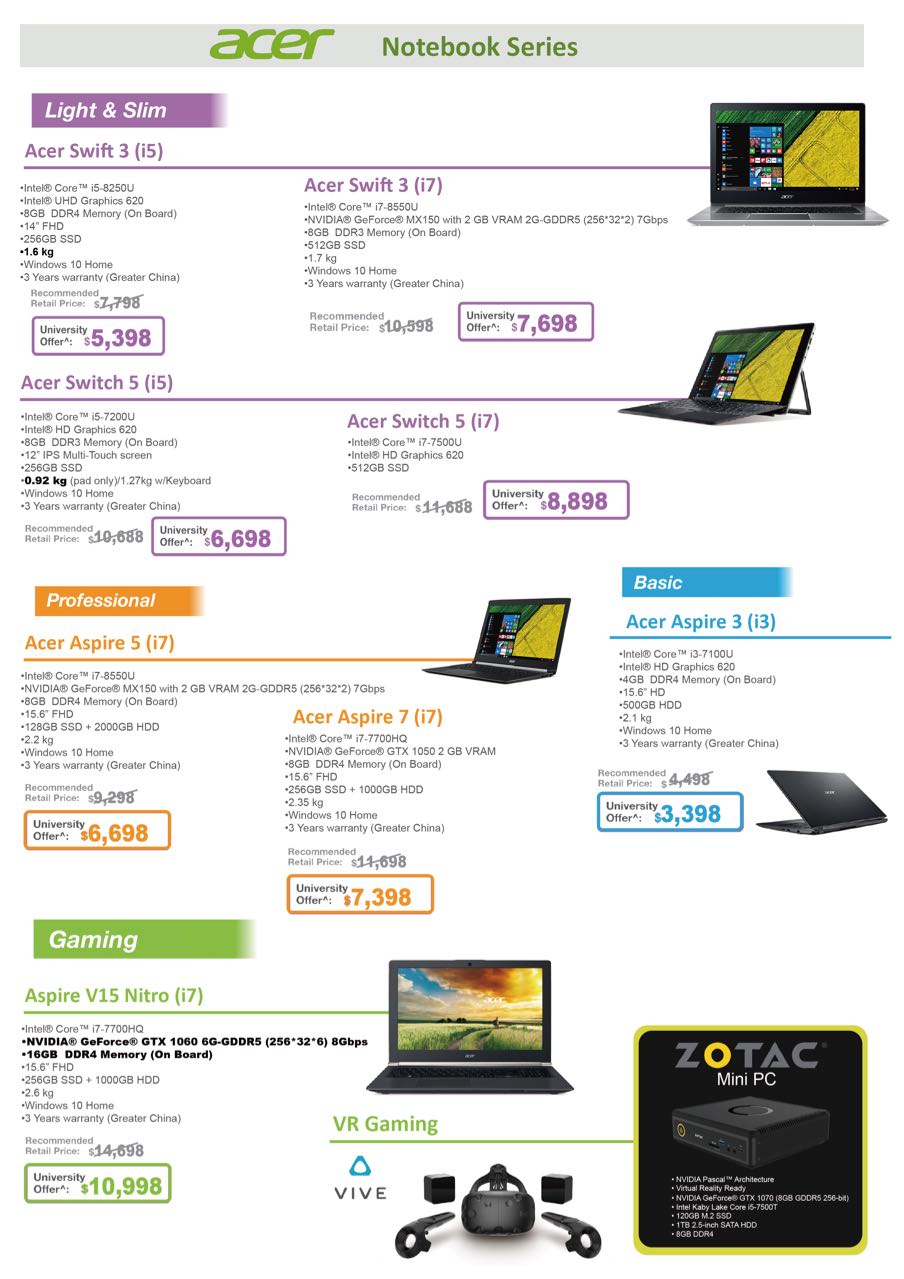 acer Notebook Series
Light & Slim
Acer Swift 3 (i5)
•Intel® Core™ i5-8250U
•Intel® UHD Graphics 620
•8GB  DDR4 Memory (On Board)
•14” FHD
•256GB SSD
•1.6 kg
•Windows 10 Home
•3 Years warranty (Greater China)
Recommended
Retail Price: $7,798
University
Offer^: $5,398
Acer Swift 3 (i7)
•Intel® Core™ i7-8550U
•NVIDIA® GeForce® MX150 with 2 GB VRAM 2G-GDDR5 (256*32*2) 7Gbps
•8GB  DDR3 Memory (On Board)
•512GB SSD
•1.7 kg
•Windows 10 Home
•3 Years warranty (Greater China)
Recommended
Retail Price: $10,598
University
Offer^: $7,698
Acer Switch 5 (i5)
•Intel® Core™ i5-7200U
•Intel® HD Graphics 620
•8GB  DDR3 Memory (On Board)
•12” IPS Multi-Touch screen
•256GB SSD
•0.92 kg (pad only)/1.27kg w/Keyboard
•Windows 10 Home
•3 Years warranty (Greater China)
Recommended
Retail Price: $10,688
University
Offer^: $6,698
Acer Switch 5 (i7)
•Intel® Core™ i7-7500U
•Intel® HD Graphics 620
•512GB SSD
Recommended
Retail Price: $11,688
University
Offer^: $8,898
Professional
Acer Aspire 5 (i7)
•Intel® Core™ i7-8550U
•NVIDIA® GeForce® MX150 with 2 GB VRAM 2G-GDDR5 (256*32*2) 7Gbps
•8GB  DDR4 Memory (On Board)
•15.6” FHD
•128GB SSD + 2000GB HDD
•2.2 kg
•Windows 10 Home
•3 Years warranty (Greater China)
Recommended
Retail Price: $9,298
University
Offer^: $6,698
Acer Aspire 7 (i7)
•Intel® Core™ i7-7700HQ
•NVIDIA® GeForce® GTX 1050 2 GB VRAM
•8GB  DDR4 Memory (On Board)
•15.6” FHD
•256GB SSD + 1000GB HDD
•2.35 kg
•Windows 10 Home
•3 Years warranty (Greater China)
Recommended
Retail Price: $11,698
University
Offer^: $7,398
Basic
Acer Aspire 3 (i3)
•Intel® Core™ i3-7100U
•Intel® HD Graphics 620
•4GB  DDR4 Memory (On Board)
•15.6” HD
•500GB HDD
•2.1 kg
•Windows 10 Home
•3 Years warranty (Greater China)
Recommended
Retail Price: $4,498
University
Offer^: $3,398
Gaming
Aspire V15 Nitro (i7)
•Intel® Core™ i7-7700HQ
•NVIDIA® GeForce® GTX 1060 6G-GDDR5 (256*32*6) 8Gbps
•16GB  DDR4 Memory (On Board)
•15.6” FHD
•256GB SSD + 1000GB HDD
•2.6 kg
•Windows 10 Home
•3 Years warranty (Greater China)
Recommended
Retail Price: $14,698
University
Offer^: $10,998
VR Gaming
VIVE
ZOTAC®
Mini PC
• NVIDIA Pascal™ Architecture
• Virtual Reality Ready
• NVIDIA GeForce® GTX 1070 (8GB GDDR5 256-bit)
• Intel Kaby Lake Core i5-7500T
• 120GB M.2 SSD
• 1TB 2.5-inch SATA HDD
• 8GB DDR4